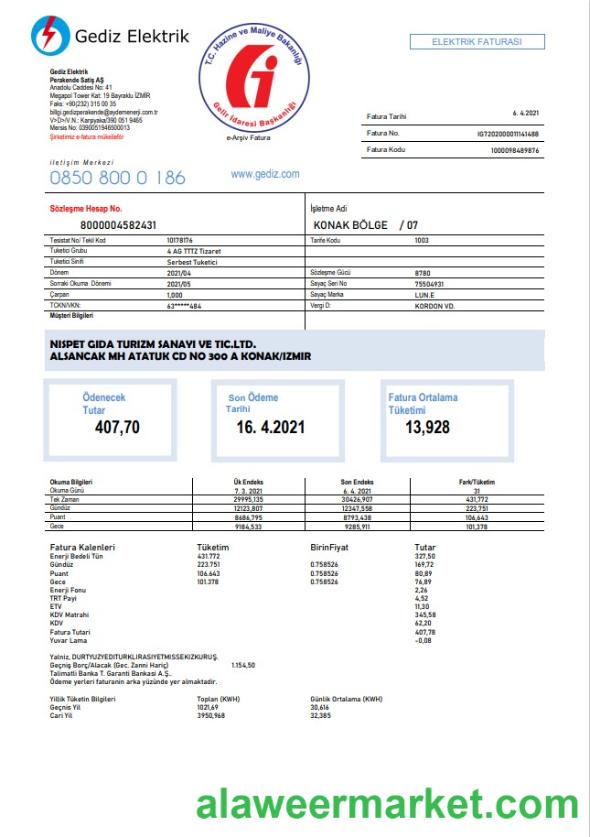 Gediz Elektrik
T.C. Hazine ve Maliye Bakanlığı
Gelir İdaresi Başkanlığı
e-Arşiv Fatura
ELEKTRIK FATURASI
Gediz Elektrik
Perakende Satiş AŞ
Anadolu Caddesi No: 41
Megapol Tower Kat: 19 Bayraklu İZMİR
Faks: +90(232) 315 00 35
bilgi.gedizperakende@aydemenerji.com.tr
V>D>/V.N.: Karşiyaka/390 051 9465
Mersis No: 0390051946500013
Şirketimiz e-fatura mükelleftir
Fatura Tarihi 6. 4.2021
Fatura No. IG7202000011141488
Fatura Kodu 1000098489876
iletişim Merkezi
0850 800 0 186
www.gediz.com
Sözleşme Hesap No. İşletme Adi
8000004582431 KONAK BÖLGE / 07
Tesistat No/ Tekil Kod 10178176 Tarife Kodu 1003
Tuketici Grubu 4 AG TTTZ Tizaret
Tuketici Sinifi Serbest Tuketici
Dönem 2021/04 Sözleşme Gücü 8780
Sorraki Okuma Dönemi 2021/05 Sayaç Seri No 75504931
Çarpan 1,000 Sayaş Marka LUN.E
TCKN/VKN: 63*****484 Vergi D: KORDON VD.
Müşteri Bilgileri
NISPET GIDA TURIZM SANAYI VE TIC.LTD.
ALSANCAK MH ATATUK CD NO 300 A KONAK/IZMIR
Ödenecek Tutar
407,70
Son Ödeme Tarihi
16. 4.2021
Fatura Ortalama Tüketimi
13,928
Okuma Bilgileri Ük Endeks Son Endeks Fark/Tüketim
Okuma Günü 7. 3. 2021 6. 4. 2021 31
Tek Zaman 29995,135 30426,907 431,772
Gündüz 12123,807 12347,558 223,751
Puant 8686,795 8793,438 106,643
Gece 9184,533 9285,911 101,378
Fatura Kalenleri Tüketim BirinFiyat Tutar
Enerji Bedeli Tün 431.772 327,50
Gündüz 223.751 0.758526 169,72
Puant 106.643 0.758526 80,89
Gece 101.378 0.758526 76,89
Enerji Fonu 2,26
TRT Payi 4,52
ETV 11,30
KDV Matrahi 345,58
KDV 62,20
Fatura Tutari 407,78
Yuvar Lama -0,08
Yalniz, DURTYUZYEDITURKLIRASIYETMISSEKIZKURUŞ.
Geçniş Borç/Alacak (Gec. Zanni Hariç) 1.154,50
Talimatli Banka T. Garanti Bankasi A.Ş..
Ödeme yerleri faturanin arka yüzünde yer almaktadir.
Yillik Tüketin Bilgileri Toplan (KWH) Günlik Ortalama (KWH)
Geçnis Yil 1021,69 30,616
Cari Yil 3950,968 32,385
alaweermarket.com